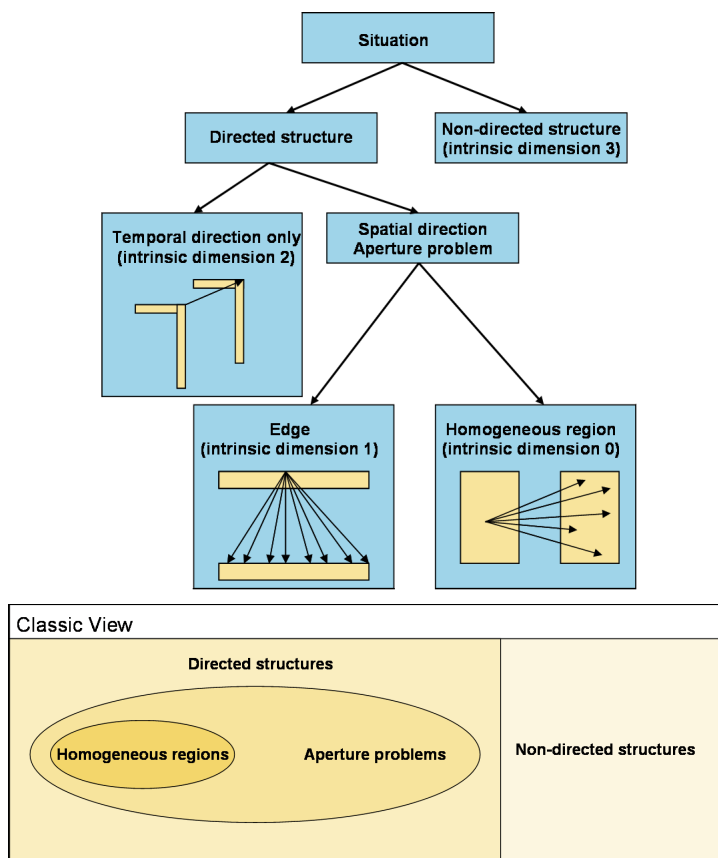 Situation
Directed structure
Non-directed structure
(intrinsic dimension 3)
Temporal direction only
(intrinsic dimension 2)
Spatial direction
Aperture problem
Edge
(intrinsic dimension 1)
Homogeneous region
(intrinsic dimension 0)
Classic View
Directed structures
Homogeneous regions
Aperture problems
Non-directed structures